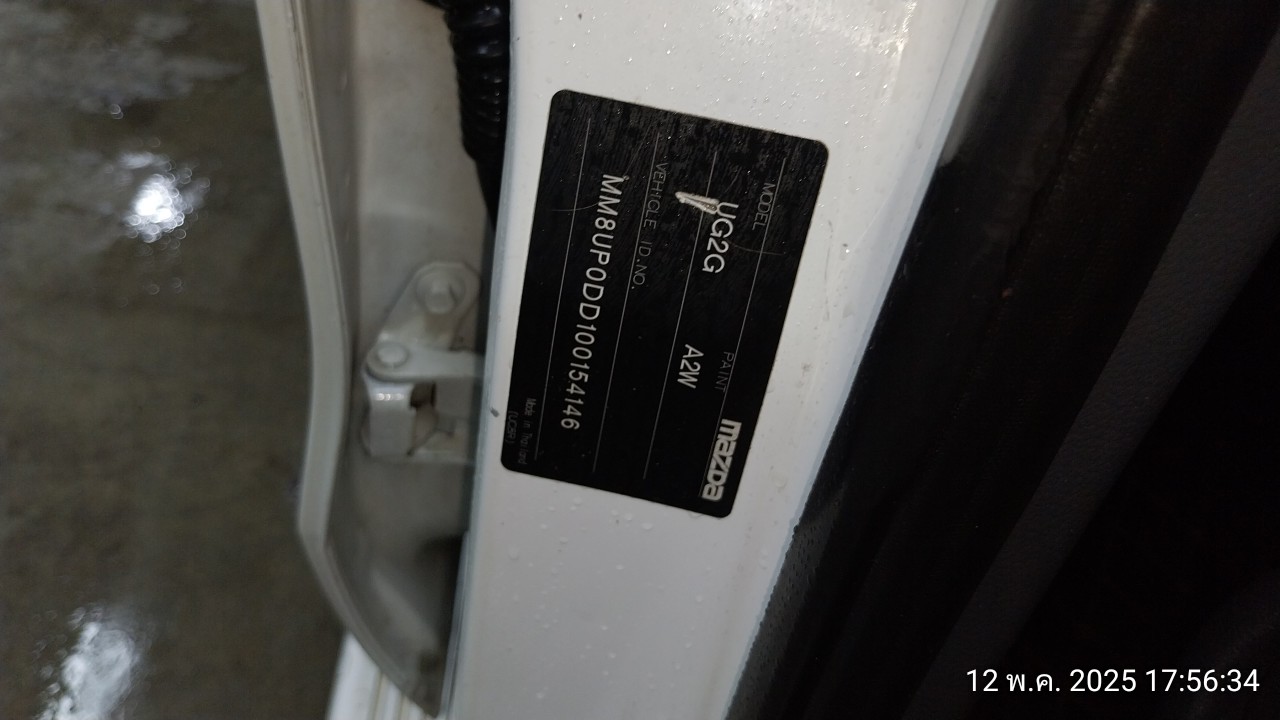 mazda
MODEL
PAINT
UG2G
A2W
VEHICLE ID.NO.
MM8UP0DD100154146
Made in Thailand
12 พ.ค. 2025 17:56:34